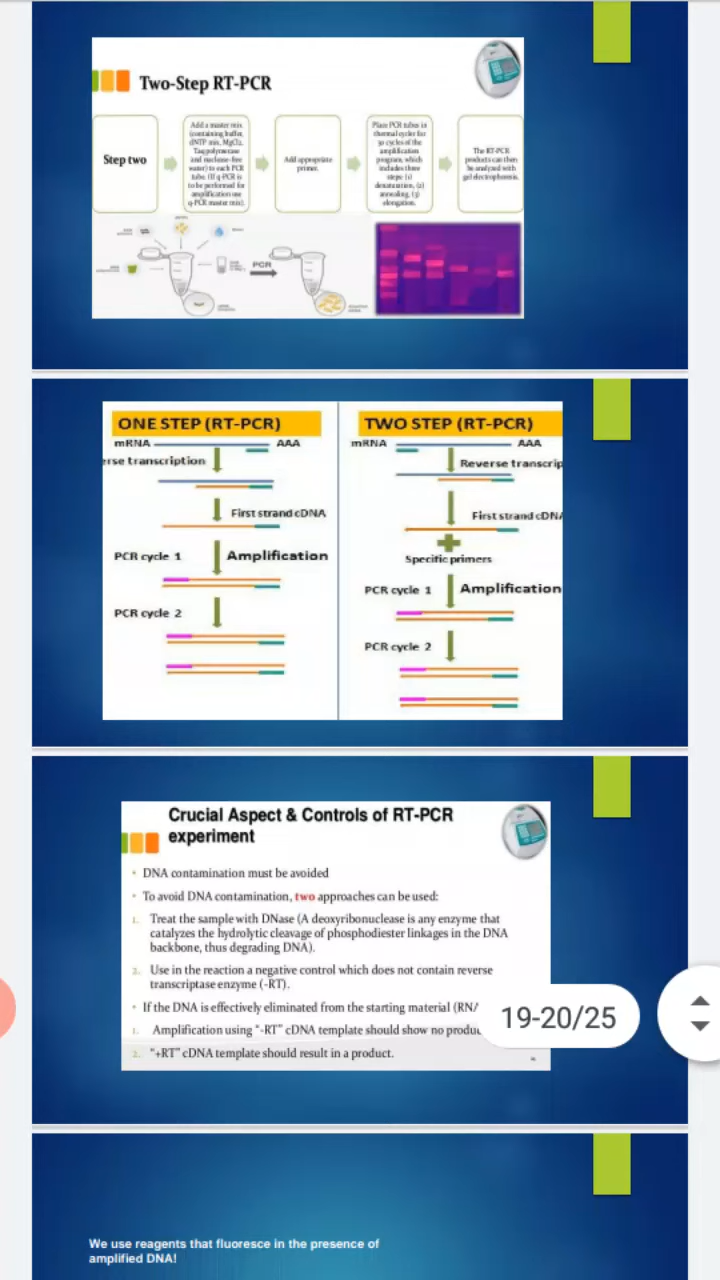 Two-Step RT-PCR
Step two
Add a master mix
(containing buffer,
dNTP mix, MgCl2,
Taq polymerase
and nuclease-free
water) to each PCR
tube. (If q-PCR is
to be performed for
amplification use
q-PCR master mix).
Add appropriate
primer.
Place PCR tubes in
thermal cycler for
30 cycles of the
amplification
program, which
includes three
steps: (1)
denaturation, (2)
annealing, (3)
elongation.
The RT-PCR
products can then
be analyzed with
gel electrophoresis.
PCR
ONE STEP (RT-PCR)
mRNA AAA
erse transcription
First strand cDNA
PCR cycle 1 Amplification
PCR cycle 2
TWO STEP (RT-PCR)
mRNA AAA
Reverse transcrip
First strand cDNA
Specific primers
PCR cycle 1 Amplification
PCR cycle 2
Crucial Aspect & Controls of RT-PCR
experiment
• DNA contamination must be avoided
• To avoid DNA contamination, two approaches can be used:
1. Treat the sample with DNase (A deoxyribonuclease is any enzyme that
catalyzes the hydrolytic cleavage of phosphodiester linkages in the DNA
backbone, thus degrading DNA).
2. Use in the reaction a negative control which does not contain reverse
transcriptase enzyme (-RT).
• If the DNA is effectively eliminated from the starting material (RN
1. Amplification using "-RT" cDNA template should show no produc
2. "+RT" cDNA template should result in a product.
19-20/25
We use reagents that fluoresce in the presence of
amplified DNA!